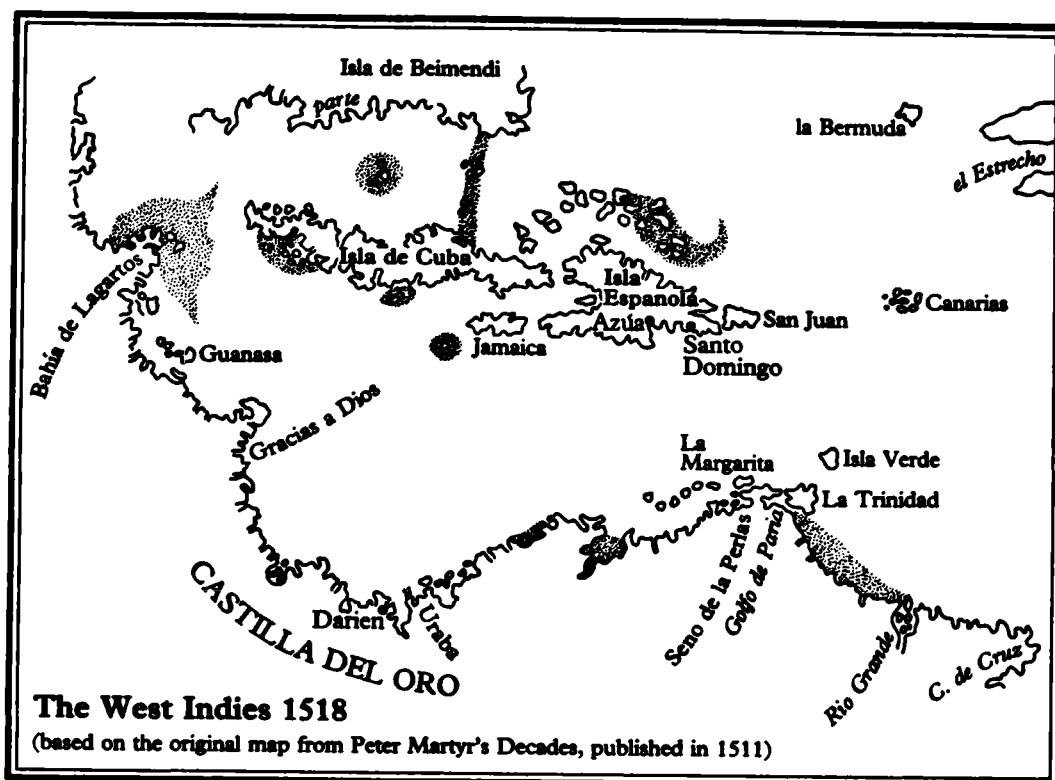 Isla de Beimendi
parte
la Bermuda
el Estrecho
Isla de Cuba
Isla
Espanola
Azúa
San Juan
Canarias
Bahia de Lagartos
Guanasa
Jamaica
Santo
Domingo
Gracias a Dios
La
Margarita
Isla Verde
La Trinidad
Seno de la Perlas
Golfo de Paria
Darien
Uraba
CASTILLA DEL ORO
Rio Grande
C. de Cruz
The West Indies 1518
(based on the original map from Peter Martyr's Decades, published in 1511)